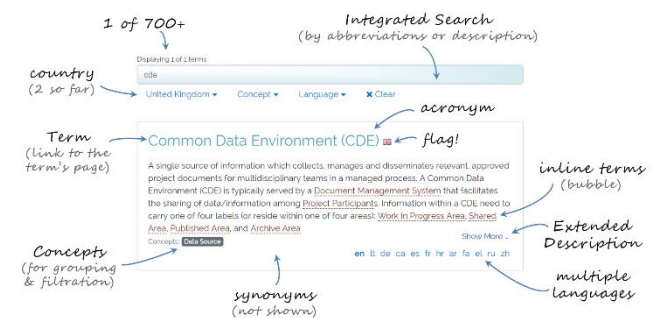 1 of 700+
Integrated Search
(by abbreviations or description)
Displaying 1 of 1 terms
cde
country
(2 so far)
United Kingdom Concept Language ✖ Clear
acronym
Term
(link to the
term's page)
Common Data Environment (CDE)
flag!
A single source of information which collects, manages and disseminates relevant, approved
project documents for multidisciplinary teams in a managed process. A Common Data
Environment (CDE) is typically served by a Document Management System that facilitates
the sharing of data/information among Project Participants. Information within a CDE need to
carry one of four labels (or reside within one of four areas): Work In Progress Area, Shared
Area, Published Area, and Archive Area
inline terms
(bubble)
Concepts: Data Source
Show More ..
Extended
Description
Concepts
(for grouping
& filtration)
en it de ca es fr hr ar fa el ru zh
synonyms
(not shown)
multiple
languages